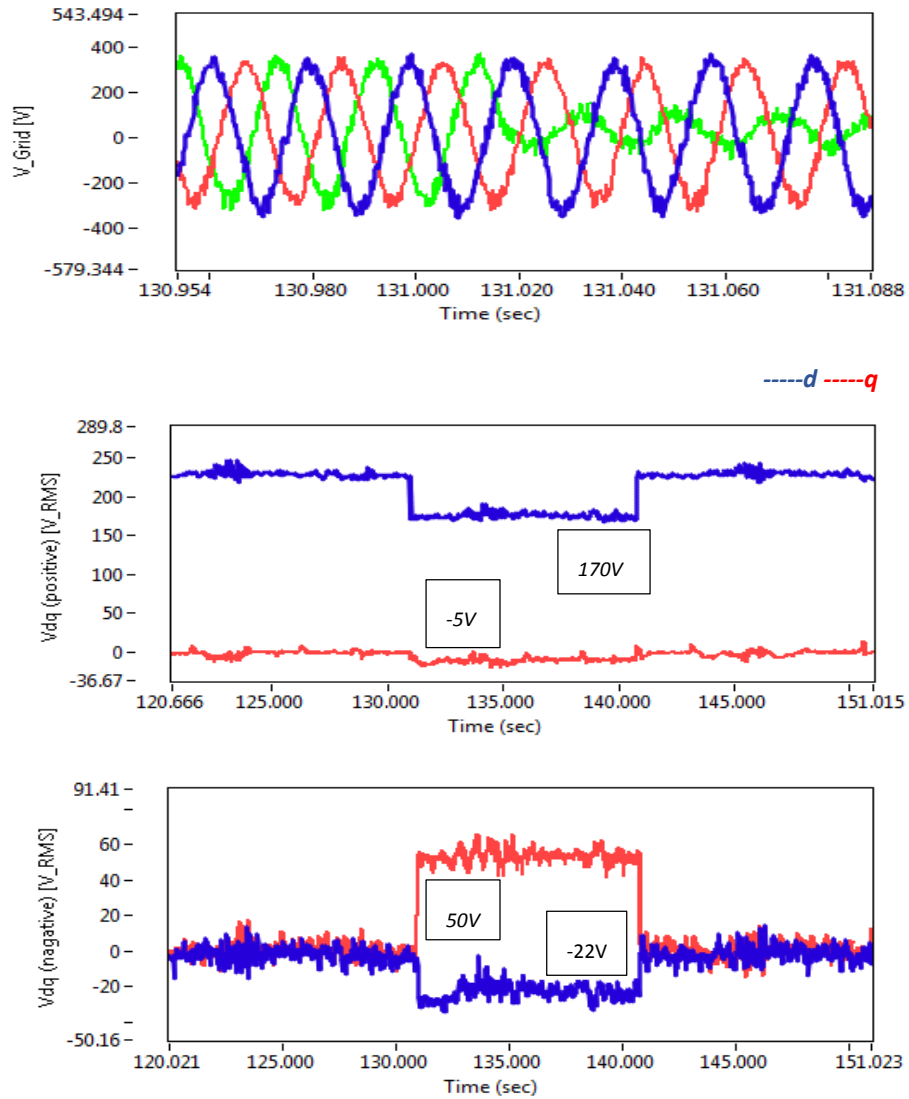 543.494
400
200
0
-200
-400
-579.344
V_Grid [V]
130.954 130.980 131.000 131.020 131.040 131.060 131.088
Time (sec)
-----d -----q
289.8
250
200
150
100
50
0
-36.67
Vdq (positive) [V_RMS]
170V
-5V
120.666 125.000 130.000 135.000 140.000 145.000 151.015
Time (sec)
91.41
60
40
20
0
-20
-50.16
Vdq (nagative) [V_RMS]
50V
-22V
120.021 125.000 130.000 135.000 140.000 145.000 151.023
Time (sec)